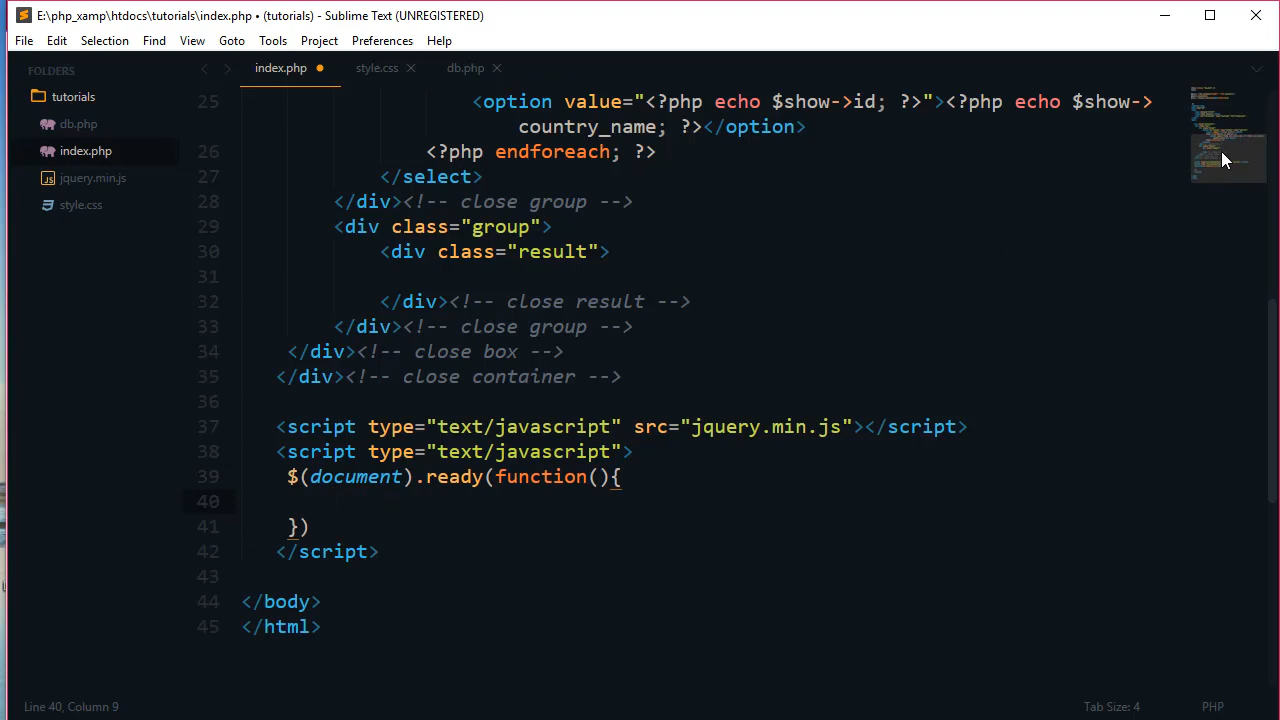 E:\php_xamp\htdocs\tutorials\index.php • (tutorials) - Sublime Text (UNREGISTERED)
File Edit Selection Find View Goto Tools Project Preferences Help
FOLDERS
tutorials
db.php
index.php
jquery.min.js
style.css
index.php style.css db.php
25 <option value="<?php echo $show->id; ?>"><?php echo $show->
country_name; ?></option>
26 <?php endforeach; ?>
27 </select>
28 </div><!-- close group -->
29 <div class="group">
30 <div class="result">
31
32 </div><!-- close result -->
33 </div><!-- close group -->
34 </div><!-- close box -->
35 </div><!-- close container -->
36
37 <script type="text/javascript" src="jquery.min.js"></script>
38 <script type="text/javascript">
39 $(document).ready(function(){
40
41 })
42 </script>
43
44 </body>
45 </html>
Line 40, Column 9
Tab Size: 4
PHP